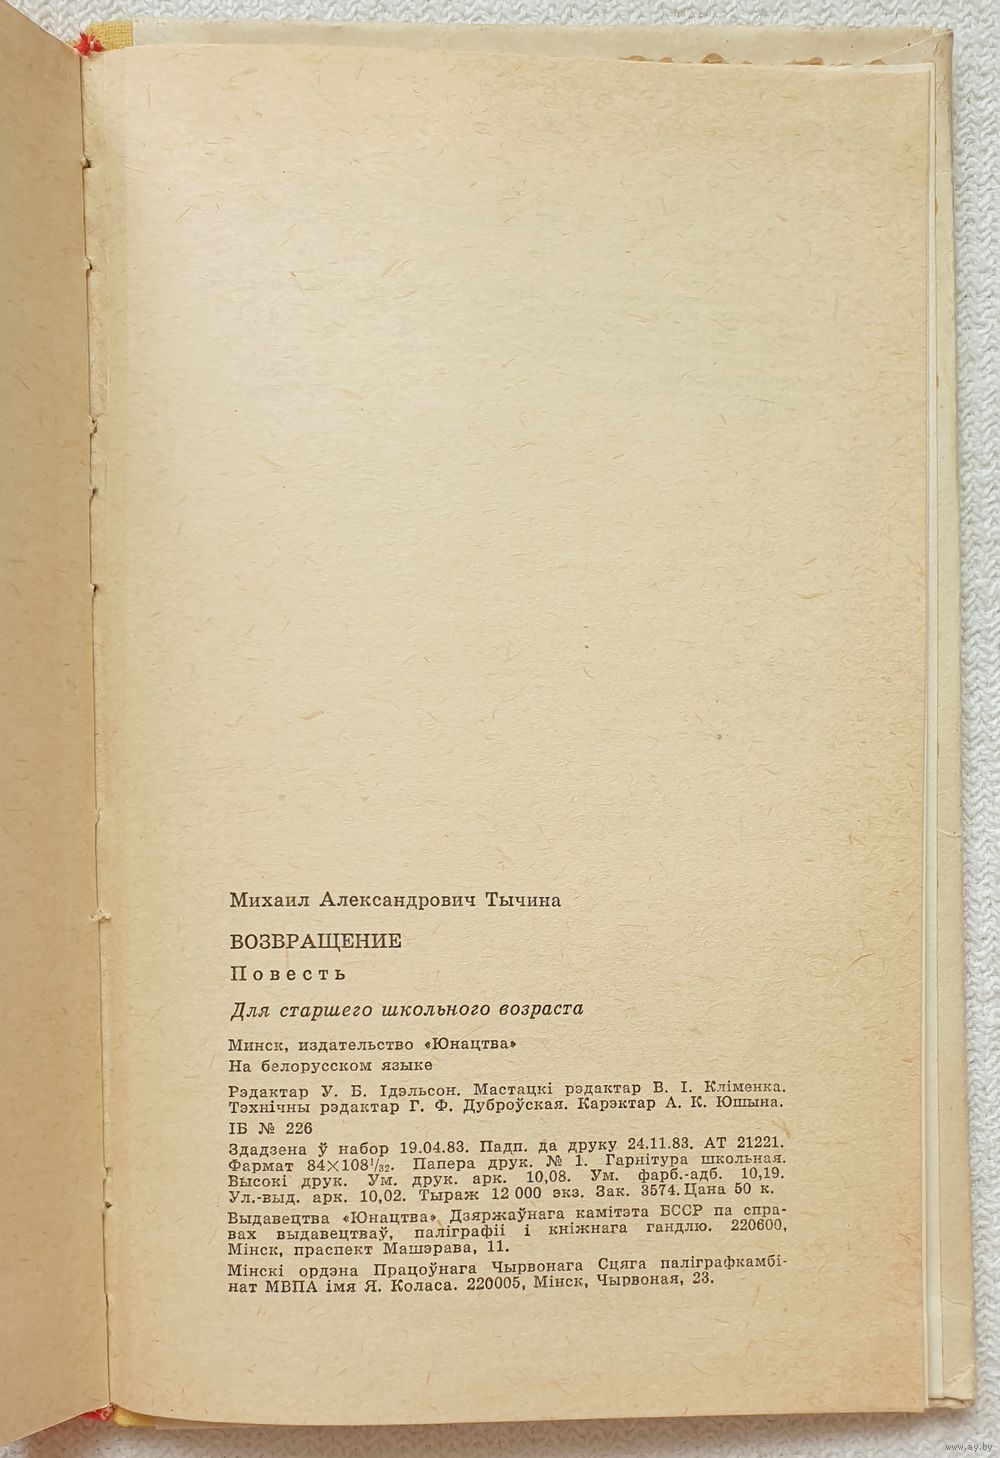 Михаил Александрович Тычина
ВОЗВРАЩЕНИЕ
Повесть
Для старшего школьного возраста
Минск, издательство «Юнацтва»
На белорусском языке
Рэдактар У. Б. Ідэльсон. Мастацкі рэдактар В. І. Кліменка.
Тэхнічны рэдактар Г. Ф. Дуброўская. Карэктар А. К. Юшына.
ІБ № 226
Здадзена ў набор 19.04.83. Падп. да друку 24.11.83. АТ 21221.
Фармат 84×108¹/₃₂. Папера друк. № 1. Гарнітура школьная.
Высокі друк. Ум. друк. арк. 10,08. Ум. фарб.-адб. 10,19.
Ул.-выд. арк. 10,02. Тыраж 12 000 экз. Зак. 3574. Цана 50 к.
Выдавецтва «Юнацтва» Дзяржаўнага камітэта БССР па спра-
вах выдавецтваў, паліграфіі і кніжнага гандлю. 220600,
Мінск, праспект Машэрава, 11.
Мінскі ордэна Працоўнага Чырвонага Сцяга паліграфкамбі-
нат МВПА імя Я. Коласа. 220005, Мінск, Чырвоная, 23.
www.ay.by